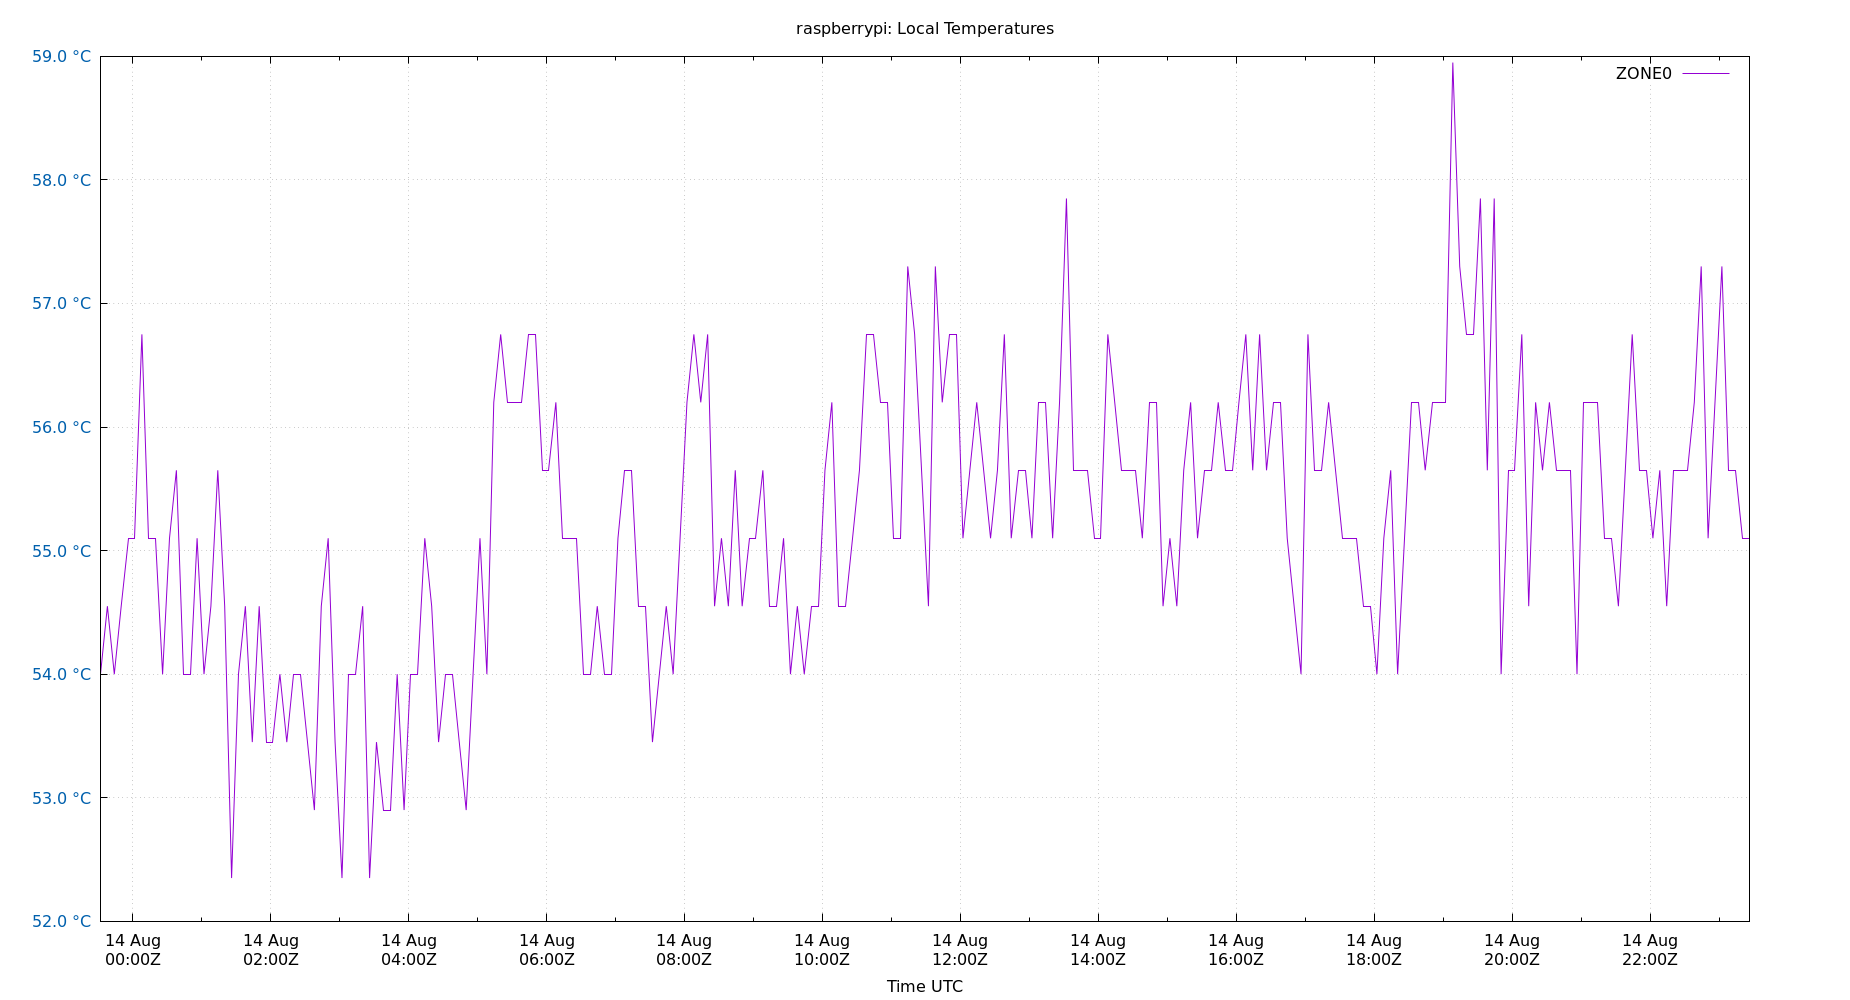 raspberrypi: Local Temperatures
59.0 °C
ZONE0
58.0 °C
57.0 °C
56.0 °C
55.0 °C
54.0 °C
53.0 °C
52.0 °C
14 Aug 14 Aug 14 Aug 14 Aug 14 Aug 14 Aug 14 Aug 14 Aug 14 Aug 14 Aug 14 Aug 14 Aug
00:00Z 02:00Z 04:00Z 06:00Z 08:00Z 10:00Z 12:00Z 14:00Z 16:00Z 18:00Z 20:00Z 22:00Z
Time UTC